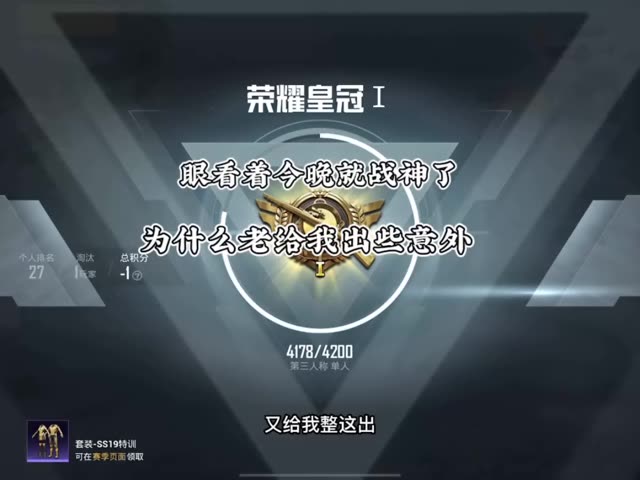 荣耀皇冠 I
眼看着今晚就战神了
为什么老给我出些意外
个人排名 淘汰 总积分
27 1玩家 -1
I
4178/4200
第三人称 单人
又给我整这出
套装-SS19特训
可在赛季页面领取